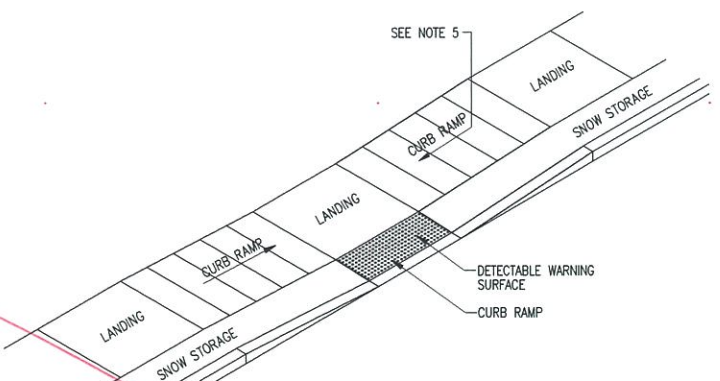 SEE NOTE 5
LANDING
SNOW STORAGE
CURB RAMP
LANDING
CURB RAMP
DETECTABLE WARNING
SURFACE
CURB RAMP
LANDING
SNOW STORAGE